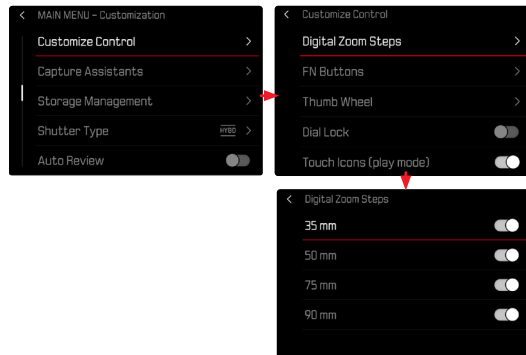 MAIN MENU – Customization
Customize Control
Capture Assistants
Storage Management
Shutter Type HYBD
Auto Review
Customize Control
Digital Zoom Steps
FN Buttons
Thumb Wheel
Dial Lock
Touch Icons (play mode)
Digital Zoom Steps
35 mm
50 mm
75 mm
90 mm